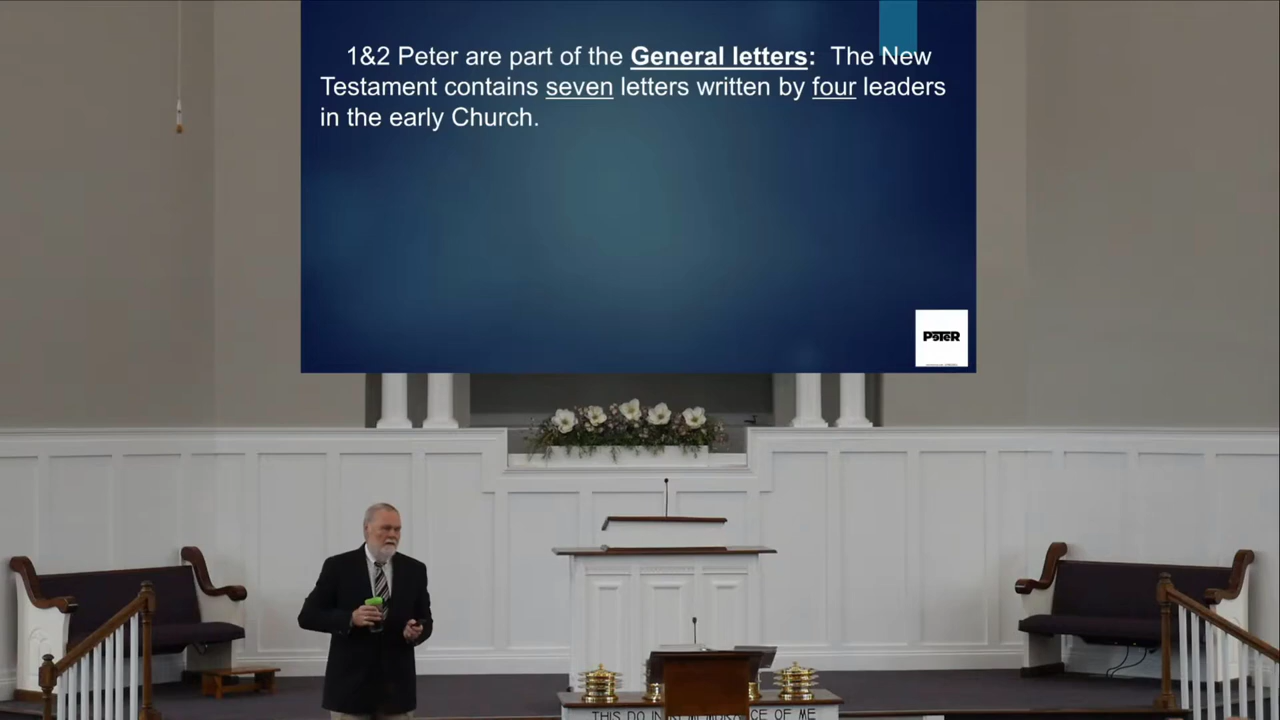 1&2 Peter are part of the General letters: The New
Testament contains seven letters written by four leaders
in the early Church.
PeTeR
THIS DO IN CE OF ME